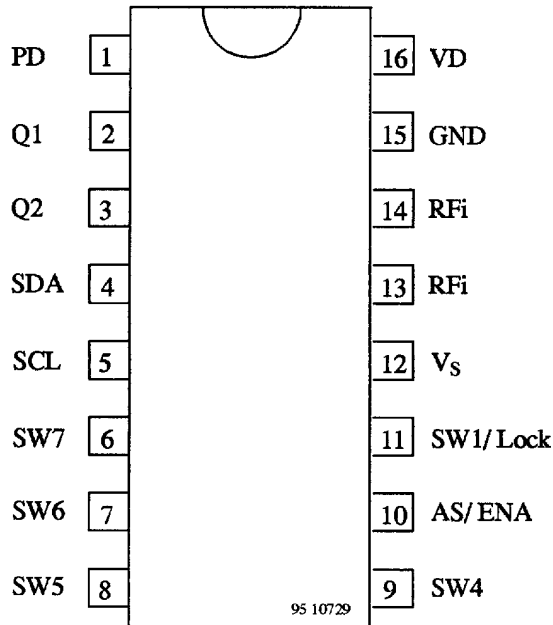 PD 1 16 VD
Q1 2 15 GND
Q2 3 14 RFi
SDA 4 13 RFi
SCL 5 12 VS
SW7 6 11 SW1/ Lock
SW6 7 10 AS/ ENA
SW5 8 9 SW4
95 10729